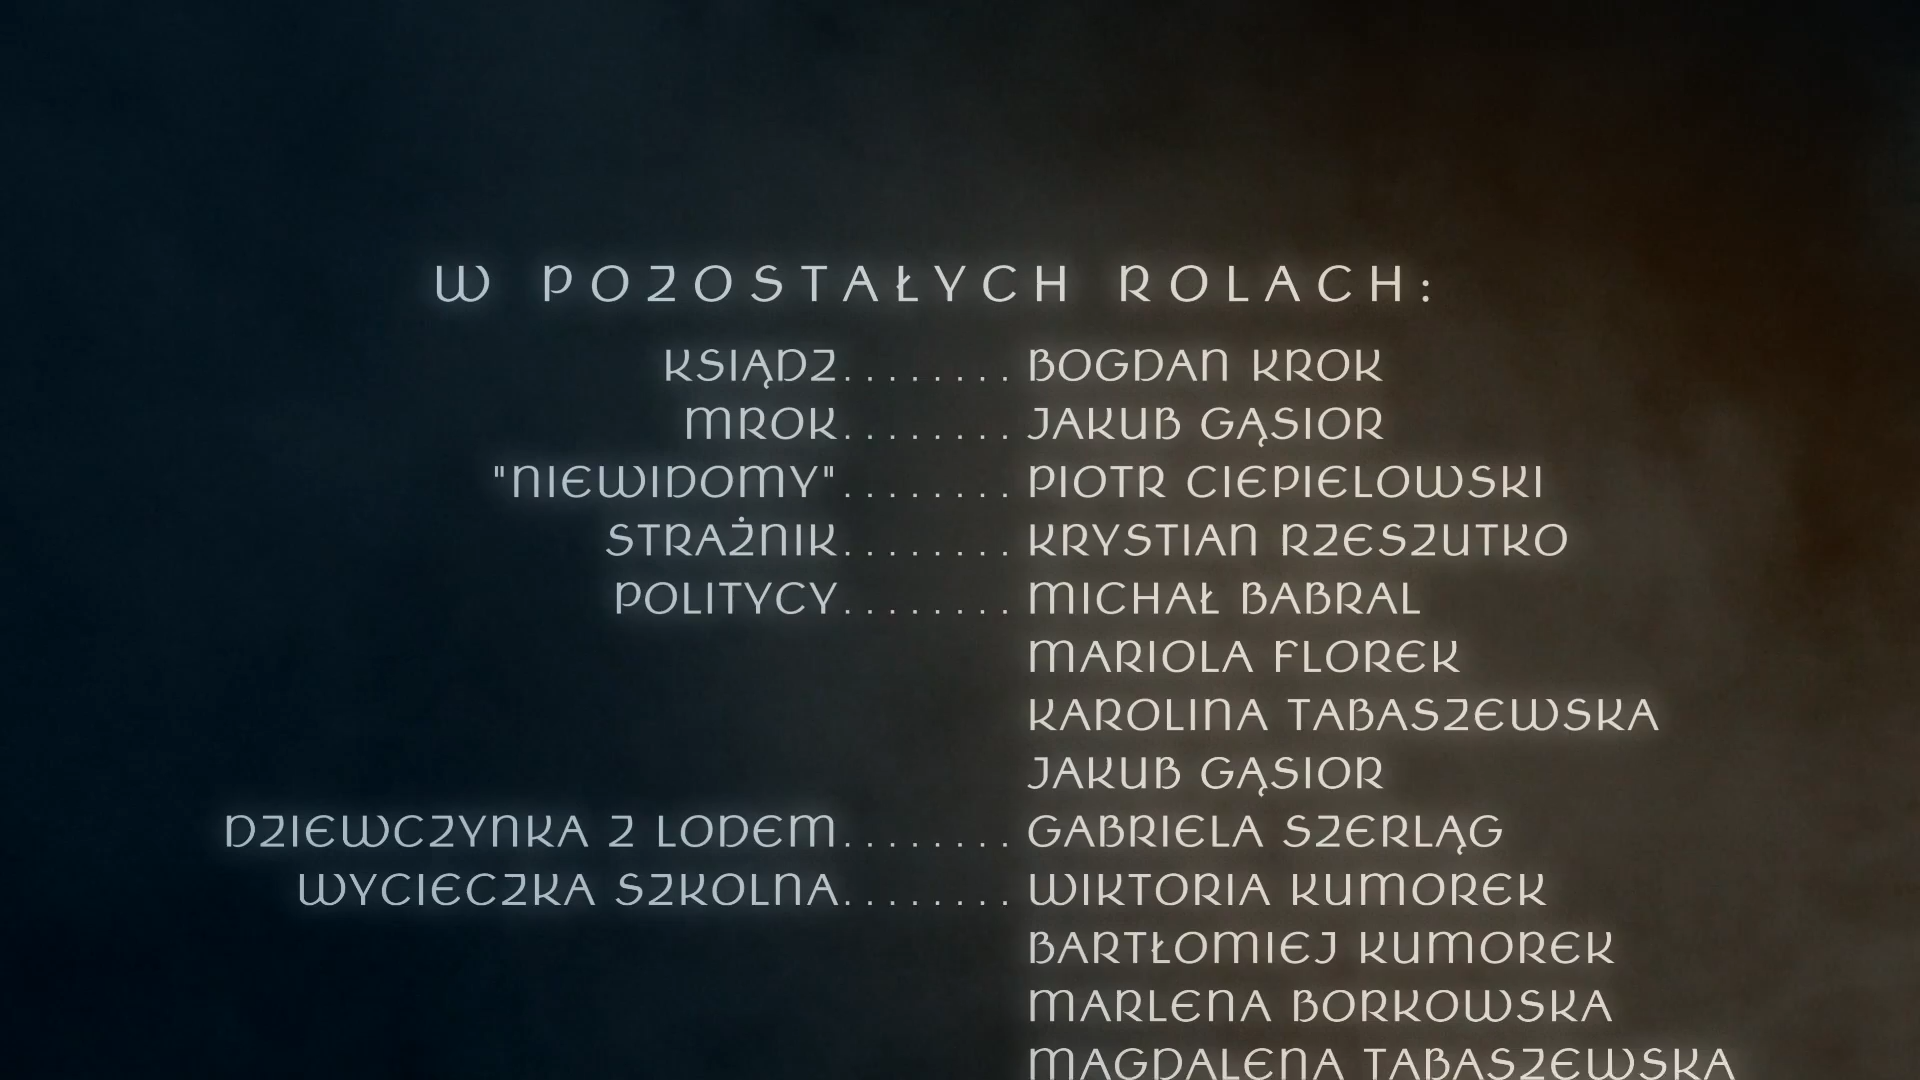 W POZOSTAŁYCH ROLACH:
KSIĄDZ........ BOGDAN KROK
MROK........ JAKUB GĄSIOR
"NIEWIDOMY"........ PIOTR CIEPIELOWSKI
STRAŻNIK........ KRYSTIAN RZESZUTKO
POLITYCY........ MICHAŁ BABRAL
MARIOLA FLOREK
KAROLINA TABASZEWSKA
JAKUB GĄSIOR
DZIEWCZYNKA Z LODEM........ GABRIELA SZERLĄG
WYCIECZKA SZKOLNA........ WIKTORIA KUMOREK
BARTŁOMIEJ KUMOREK
MARLENA BORKOWSKA
MAGDALENA TABASZEWSKA